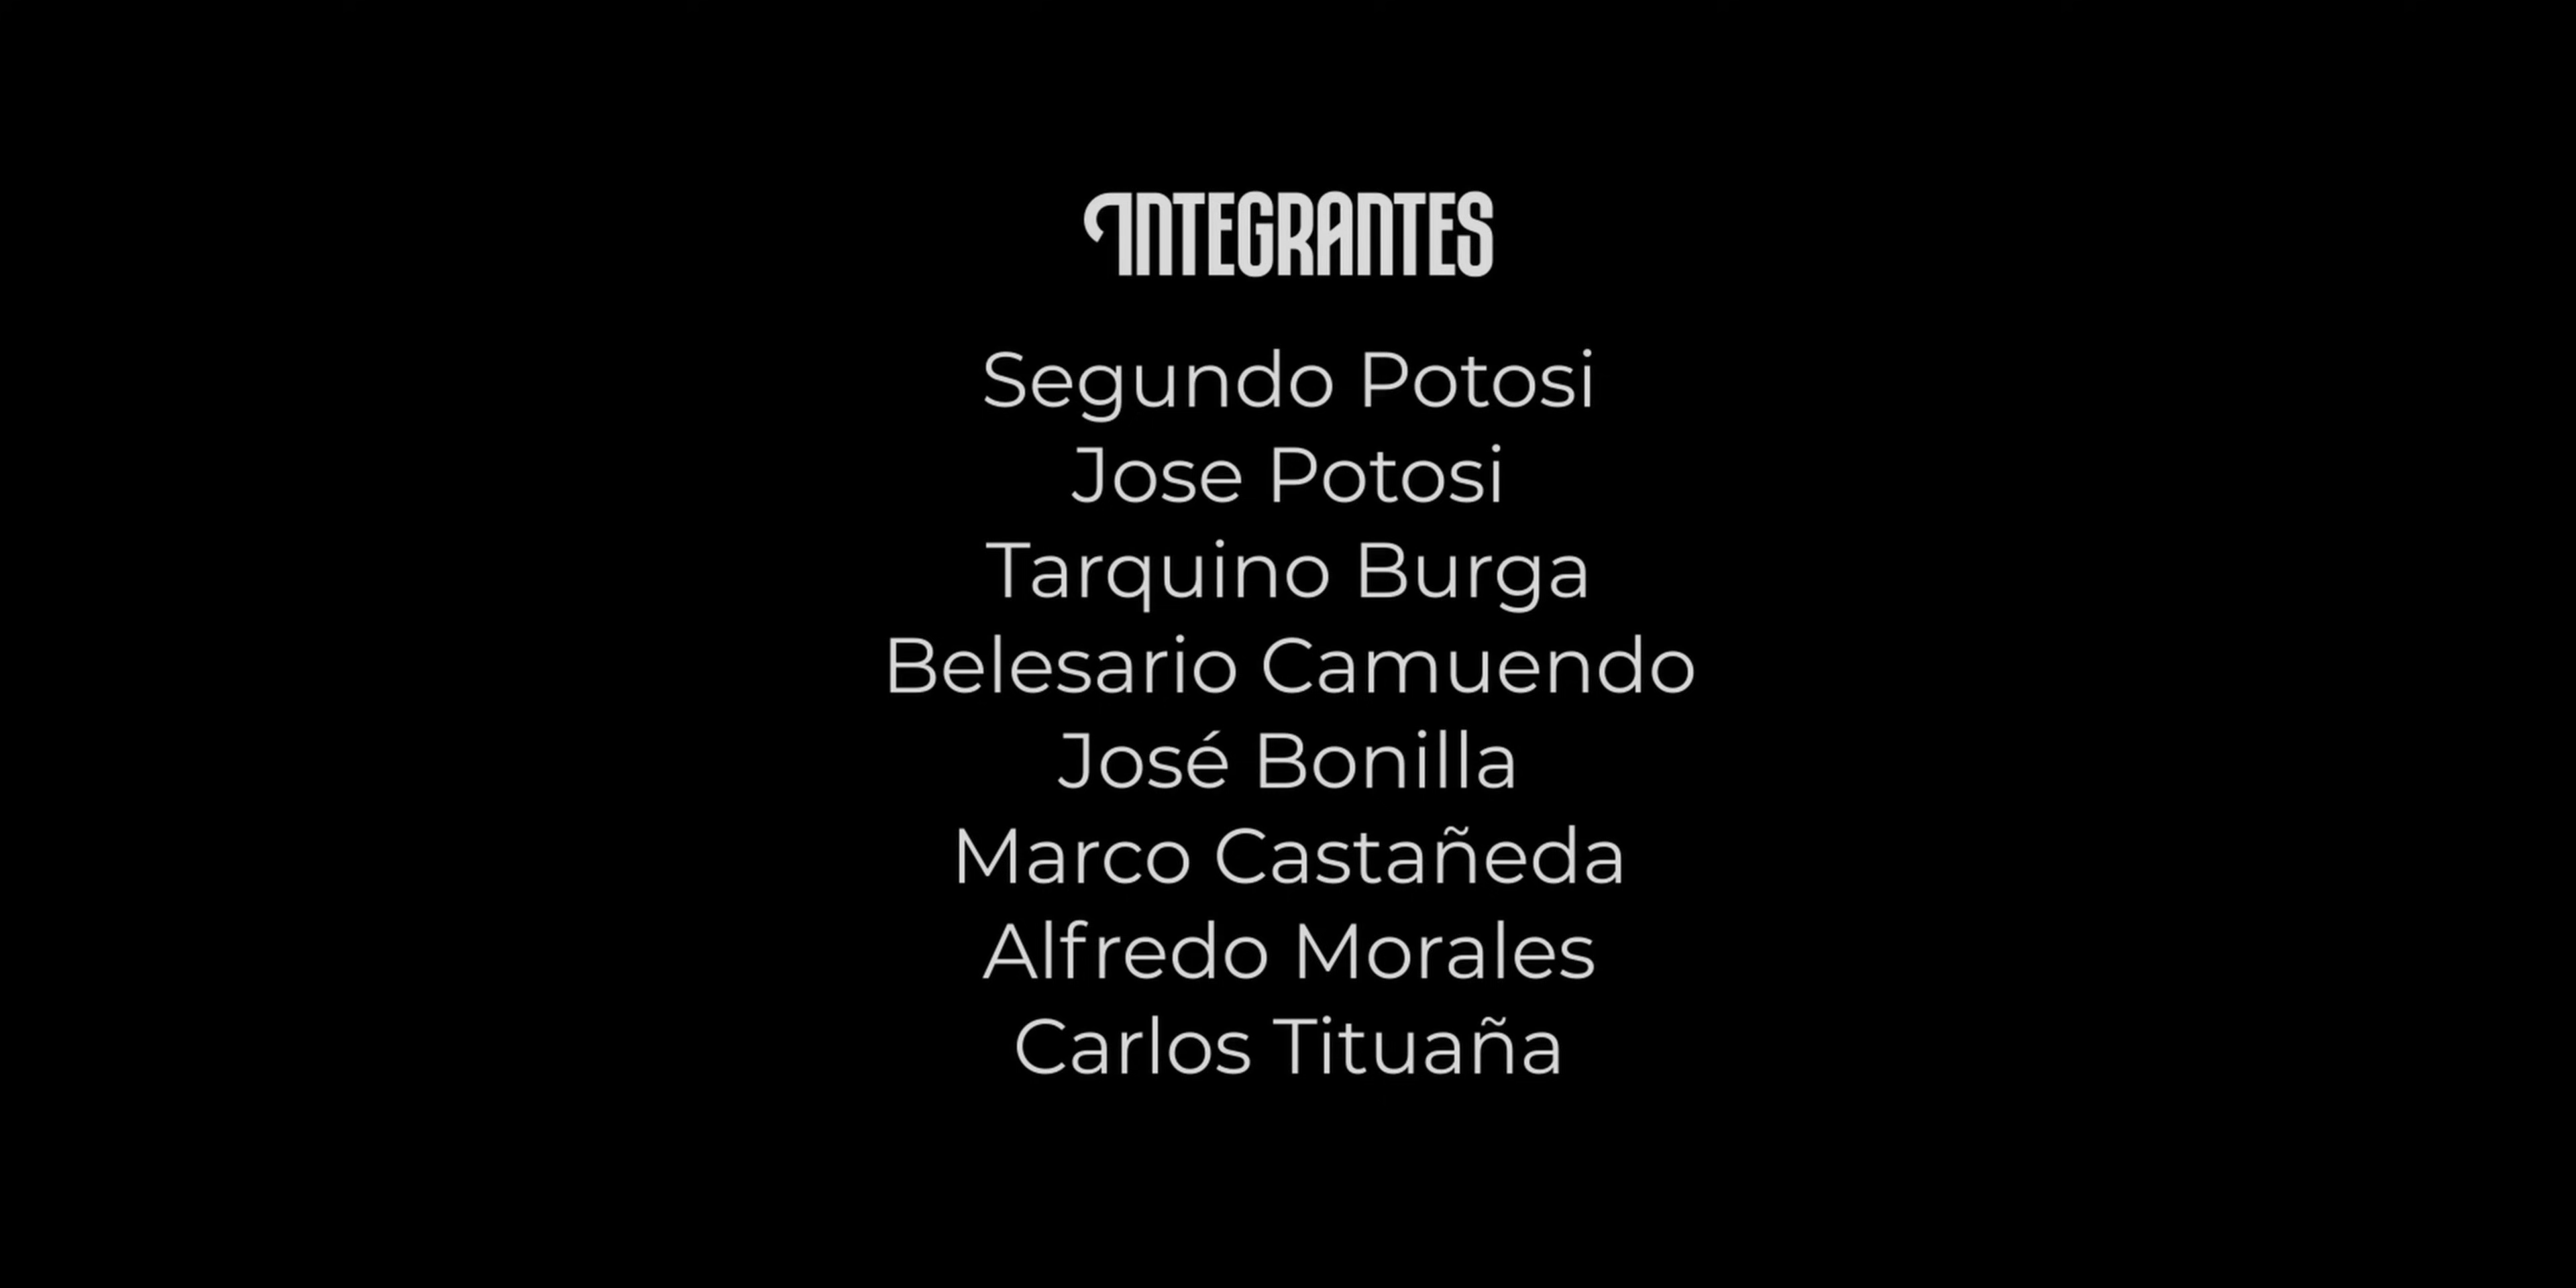 INTEGRANTES
Segundo Potosi
Jose Potosi
Tarquino Burga
Belesario Camuendo
José Bonilla
Marco Castañeda
Alfredo Morales
Carlos Tituaña